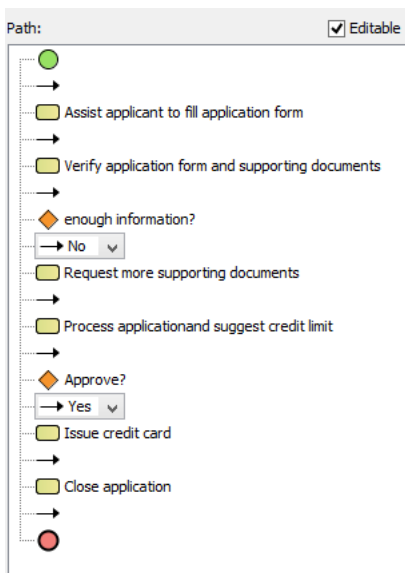 Path:
Editable
Assist applicant to fill application form
Verify application form and supporting documents
enough information?
No
Request more supporting documents
Process applicationand suggest credit limit
Approve?
Yes
Issue credit card
Close application